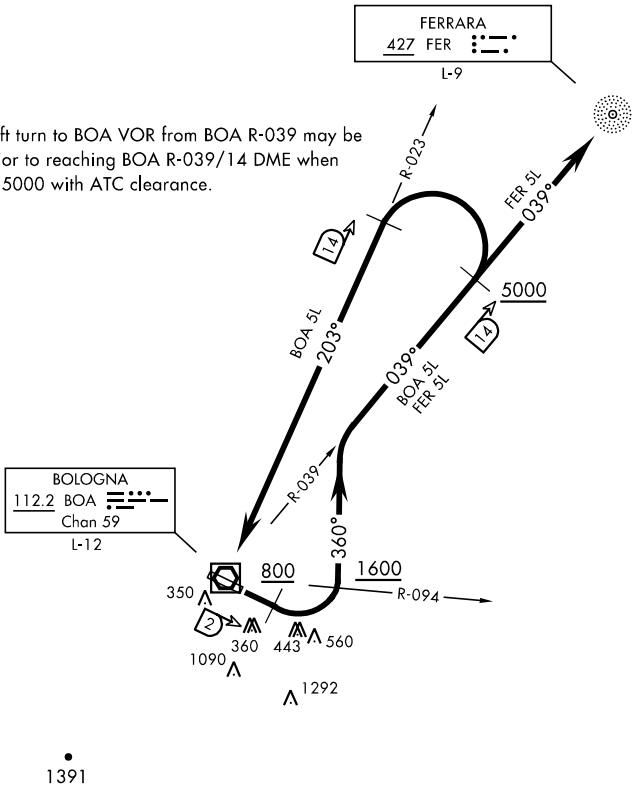 FERRARA
427 FER
L-9
ft turn to BOA VOR from BOA R-039 may be
or to reaching BOA R-039/14 DME when
5000 with ATC clearance.
R-023
FER 5L
039°
14
5000
14
BOA 5L
203°
039°
BOA 5L
FER 5L
R-039
BOLOGNA
112.2 BOA
Chan 59
L-12
360°
800
1600
R-094
350
2
360
443
560
1090
1292
1391